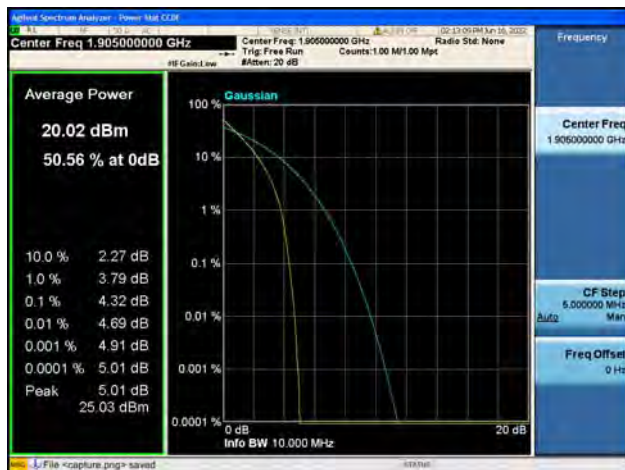 Agilent Spectrum Analyzer - Power Stat CCDF
02:13:09 PM Jun 16, 2022
Center Freq 1.905000000 GHz
Center Freq: 1.905000000 GHz
Radio Std: None
Trig: Free Run
Counts:1.00 M/1.00 Mpt
#IFGain:Low
#Atten: 20 dB
Frequency
Average Power
20.02 dBm
50.56 % at 0dB
10.0 % 2.27 dB
1.0 % 3.79 dB
0.1 % 4.32 dB
0.01 % 4.69 dB
0.001 % 4.91 dB
0.0001 % 5.01 dB
Peak 5.01 dB
25.03 dBm
Gaussian
100 %
10 %
1 %
0.1 %
0.01 %
0.001 %
0.0001 %
0 dB
20 dB
Info BW 10.000 MHz
Center Freq
1.905000000 GHz
CF Step
5.000000 MHz
Auto Man
Freq Offset
0 Hz
MSG File <capture.png> saved
STATUS